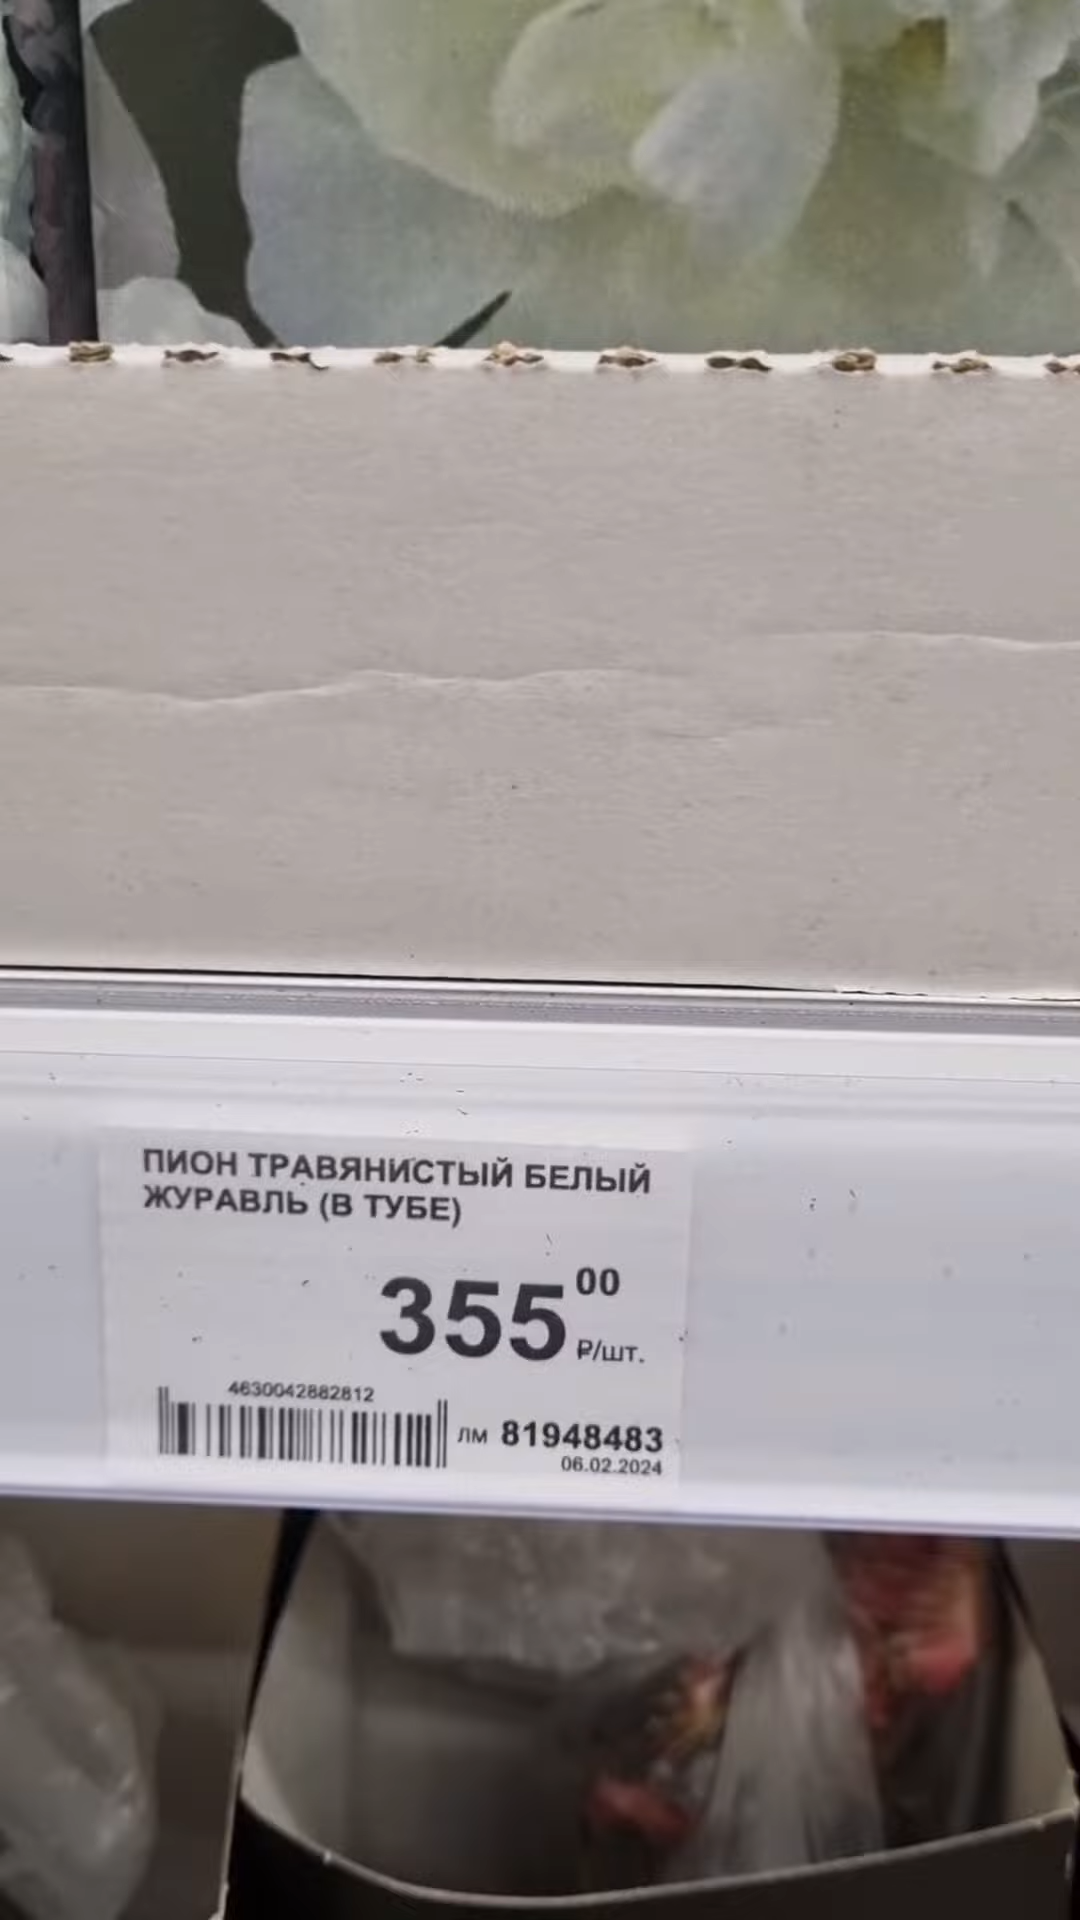 ПИОН ТРАВЯНИСТЫЙ БЕЛЫЙ
ЖУРАВЛЬ (В ТУБЕ)
355 00
₽/шт.
4630042882812
ЛМ 81948483
06.02.2024